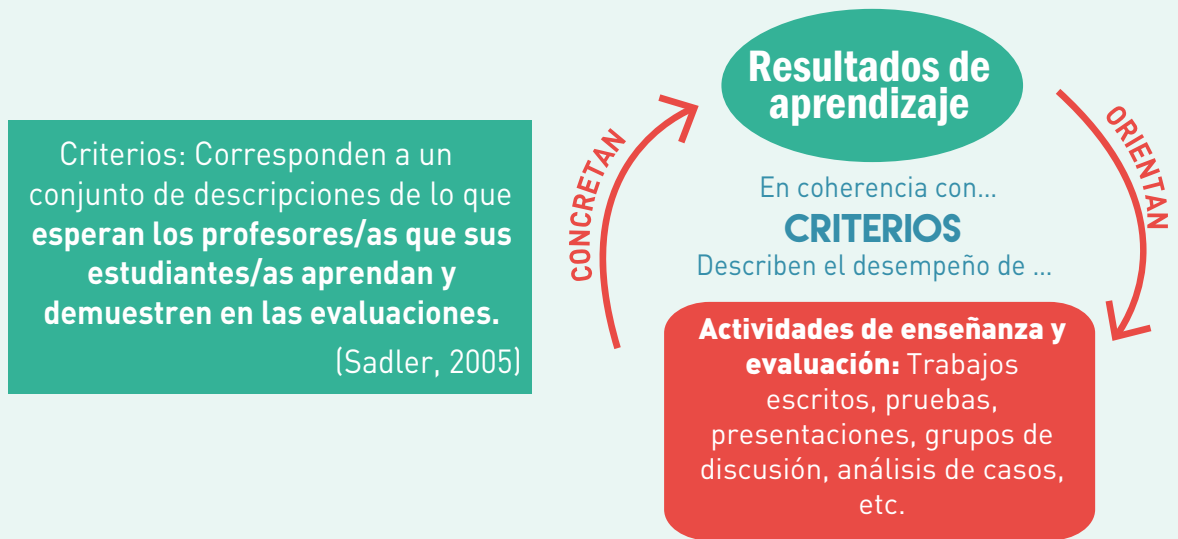 Criterios: Corresponden a un
conjunto de descripciones de lo que
esperan los profesores/as que sus
estudiantes/as aprendan y
demuestren en las evaluaciones.
(Sadler, 2005)
CONCRETAN
Resultados de
aprendizaje
ORIENTAN
En coherencia con...
CRITERIOS
Describen el desempeño de ...
Actividades de enseñanza y
evaluación: Trabajos
escritos, pruebas,
presentaciones, grupos de
discusión, análisis de casos,
etc.